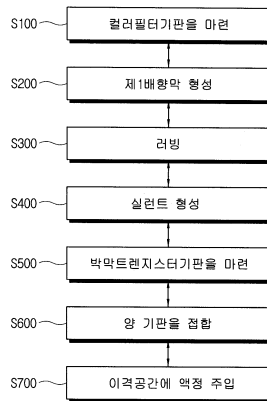 S100 컬러필터기판을 마련
S200 제1배향막 형성
S300 러빙
S400 실런트 형성
S500 박막트렌지스터기판을 마련
S600 양 기판을 접합
S700 이격공간에 액정 주입